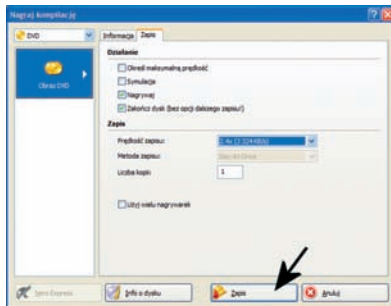 Nagraj kompilację
DVD
Informacje Zapis
Obraz DVD
Działanie
Określ maksymalną prędkość
Symulacja
Nagrywaj
Zakończ dysk (bez opcji dalszego zapisu!)
Zapis
Prędkość zapisu:
Metoda zapisu:
Liczba kopii: 1
Użyj wielu nagrywarek
Nero Express
Info o dysku
Zapis
Anuluj